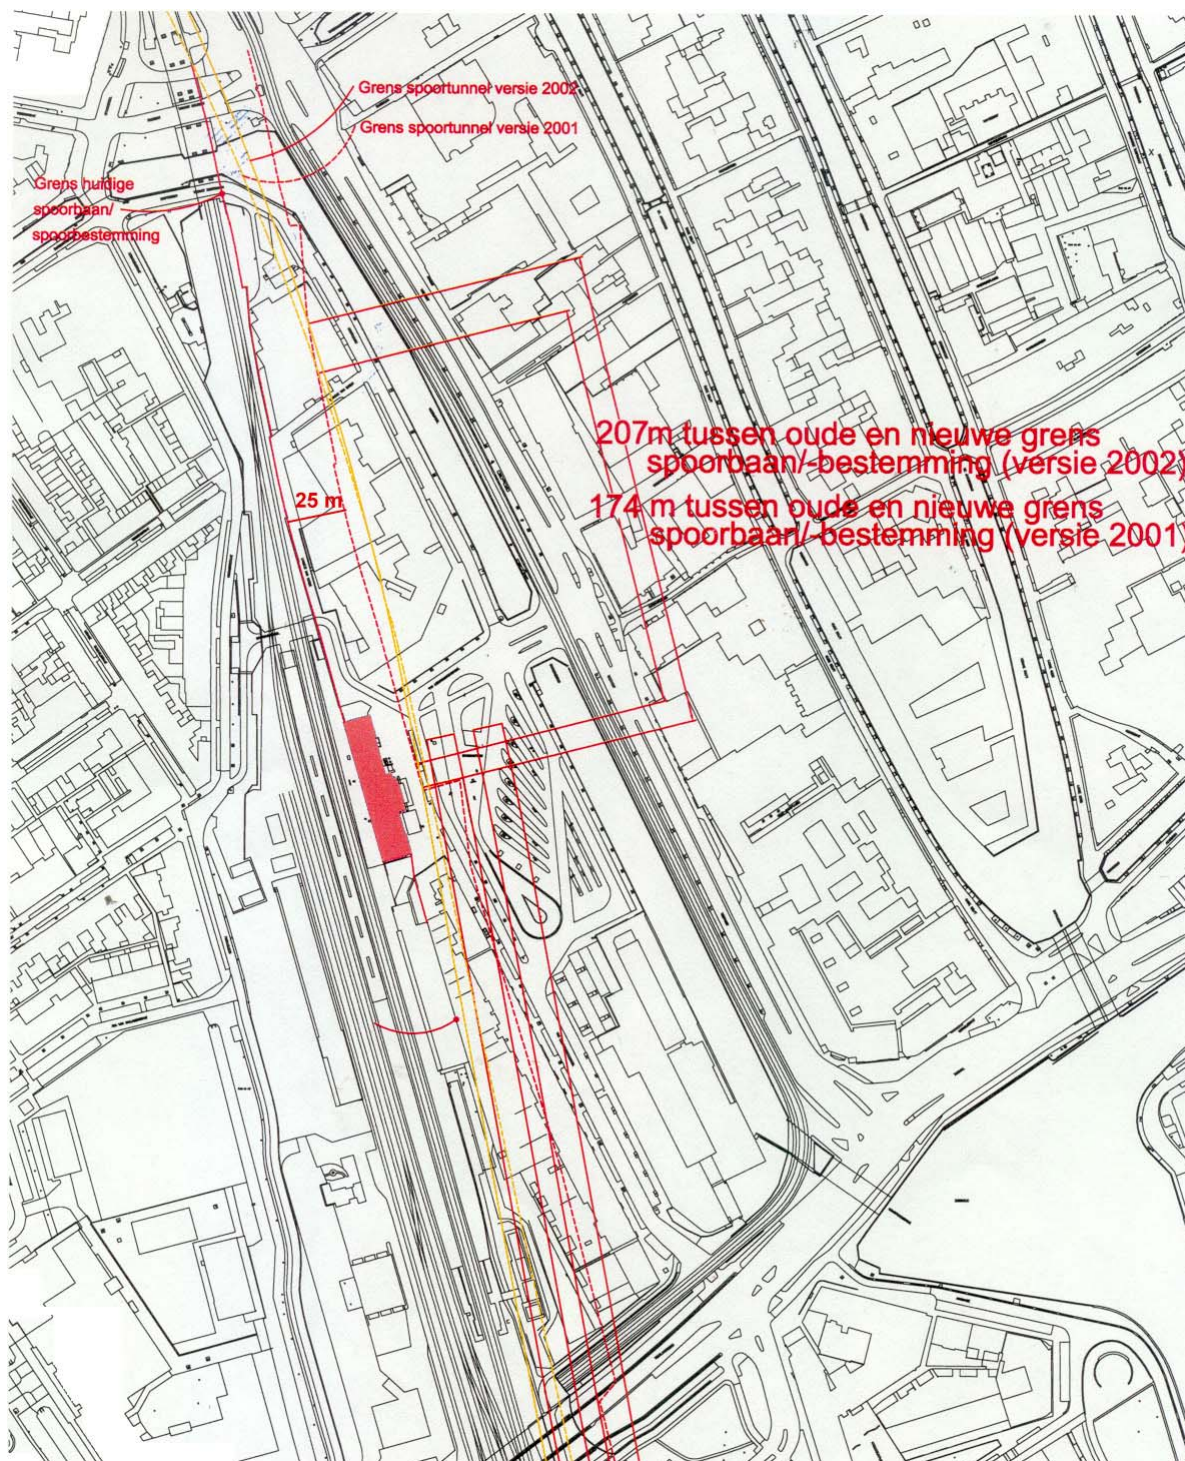 Grens spoortunnel versie 2002
Grens spoortunnel versie 2001
Grens huidige
spoorbaan/
spoorbestemming
207m tussen oude en nieuwe grens
spoorbaan/-bestemming (versie 2002)
25 m
174 m tussen oude en nieuwe grens
spoorbaan/-bestemming (versie 2001)